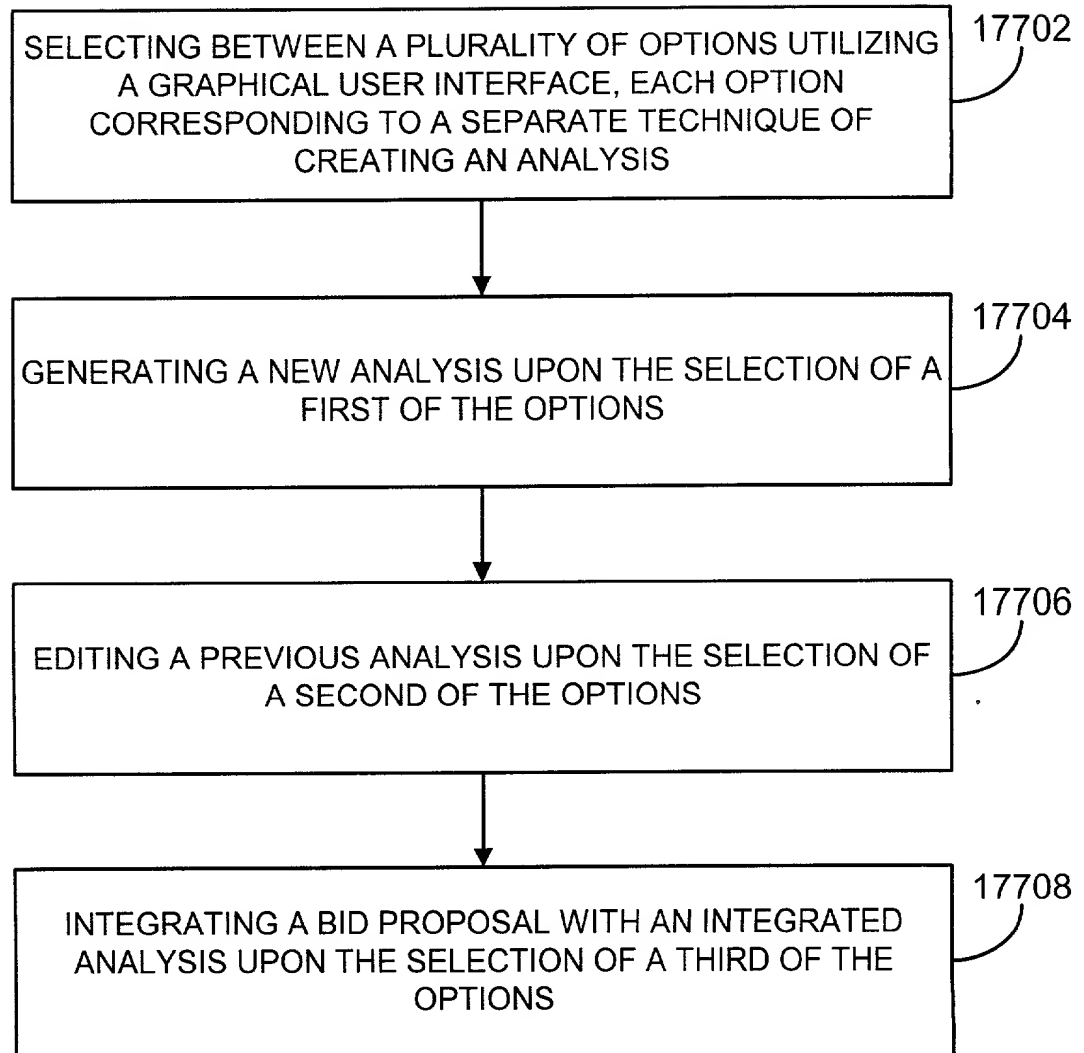 SELECTING BETWEEN A PLURALITY OF OPTIONS UTILIZING
A GRAPHICAL USER INTERFACE, EACH OPTION
CORRESPONDING TO A SEPARATE TECHNIQUE OF
CREATING AN ANALYSIS
17702
GENERATING A NEW ANALYSIS UPON THE SELECTION OF A
FIRST OF THE OPTIONS
17704
EDITING A PREVIOUS ANALYSIS UPON THE SELECTION OF
A SECOND OF THE OPTIONS
17706
INTEGRATING A BID PROPOSAL WITH AN INTEGRATED
ANALYSIS UPON THE SELECTION OF A THIRD OF THE
OPTIONS
17708